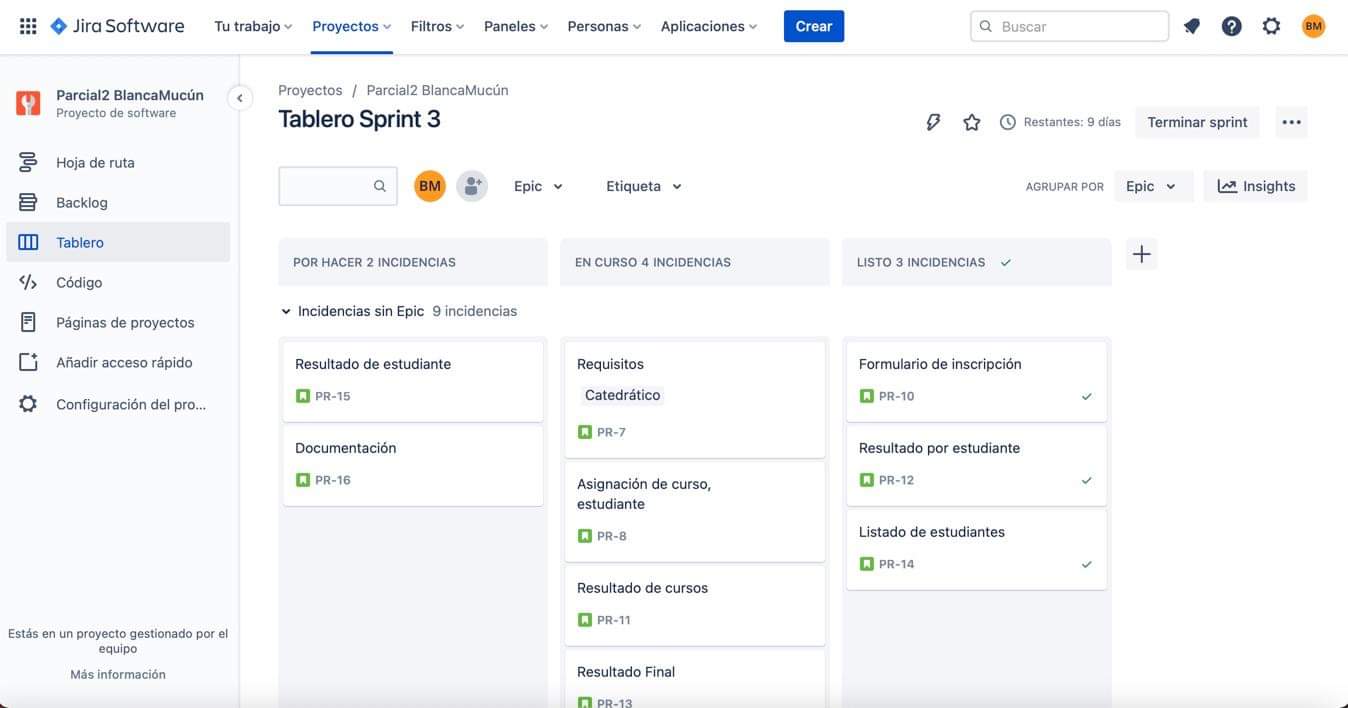 Jira Software
Tu trabajo
Proyectos
Filtros
Paneles
Personas
Aplicaciones
Crear
Buscar
BM
Parcial2 BlancaMucún
Proyecto de software
Hoja de ruta
Backlog
Tablero
Código
Páginas de proyectos
Añadir acceso rápido
Configuración del pro...
Estás en un proyecto gestionado por el
equipo
Más información
Proyectos / Parcial2 BlancaMucún
Tablero Sprint 3
Restantes: 9 días
Terminar sprint
BM
Epic
Etiqueta
AGRUPAR POR
Epic
Insights
POR HACER 2 INCIDENCIAS
EN CURSO 4 INCIDENCIAS
LISTO 3 INCIDENCIAS
Incidencias sin Epic 9 incidencias
Resultado de estudiante
PR-15
Documentación
PR-16
Requisitos
Catedrático
PR-7
Asignación de curso,
estudiante
PR-8
Resultado de cursos
PR-11
Resultado Final
PR-13
Formulario de inscripción
PR-10
Resultado por estudiante
PR-12
Listado de estudiantes
PR-14